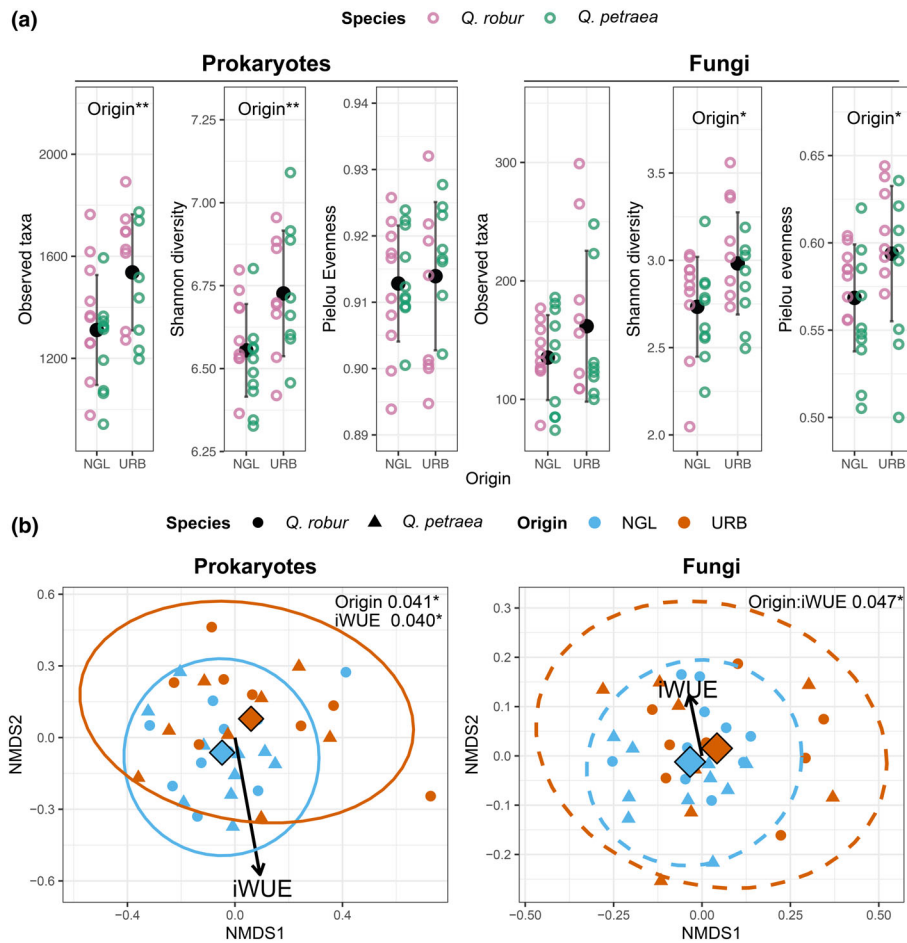 (a)
Species Q. robur Q. petraea
Prokaryotes
Fungi
Observed taxa
2000
1600
1200
Origin**
NGL URB
Shannon diversity
7.25
7.00
6.75
6.50
6.25
Origin**
NGL URB
Pielou Evenness
0.94
0.93
0.92
0.91
0.90
0.89
NGL URB
Observed taxa
300
200
100
NGL URB
Shannon diversity
3.5
3.0
2.5
2.0
Origin*
NGL URB
Pielou evenness
0.65
0.60
0.55
0.50
Origin*
NGL URB
Origin
(b)
Species Q. robur Q. petraea Origin NGL URB
Prokaryotes
Origin 0.041*
iWUE 0.040*
NMDS2
0.6
0.3
0.0
−0.3
−0.6
iWUE
−0.4 0.0 0.4
NMDS1
Fungi
Origin:iWUE 0.047*
NMDS2
0.3
0.2
0.1
0.0
−0.1
−0.2
iWUE
−0.50 −0.25 0.00 0.25 0.50
NMDS1